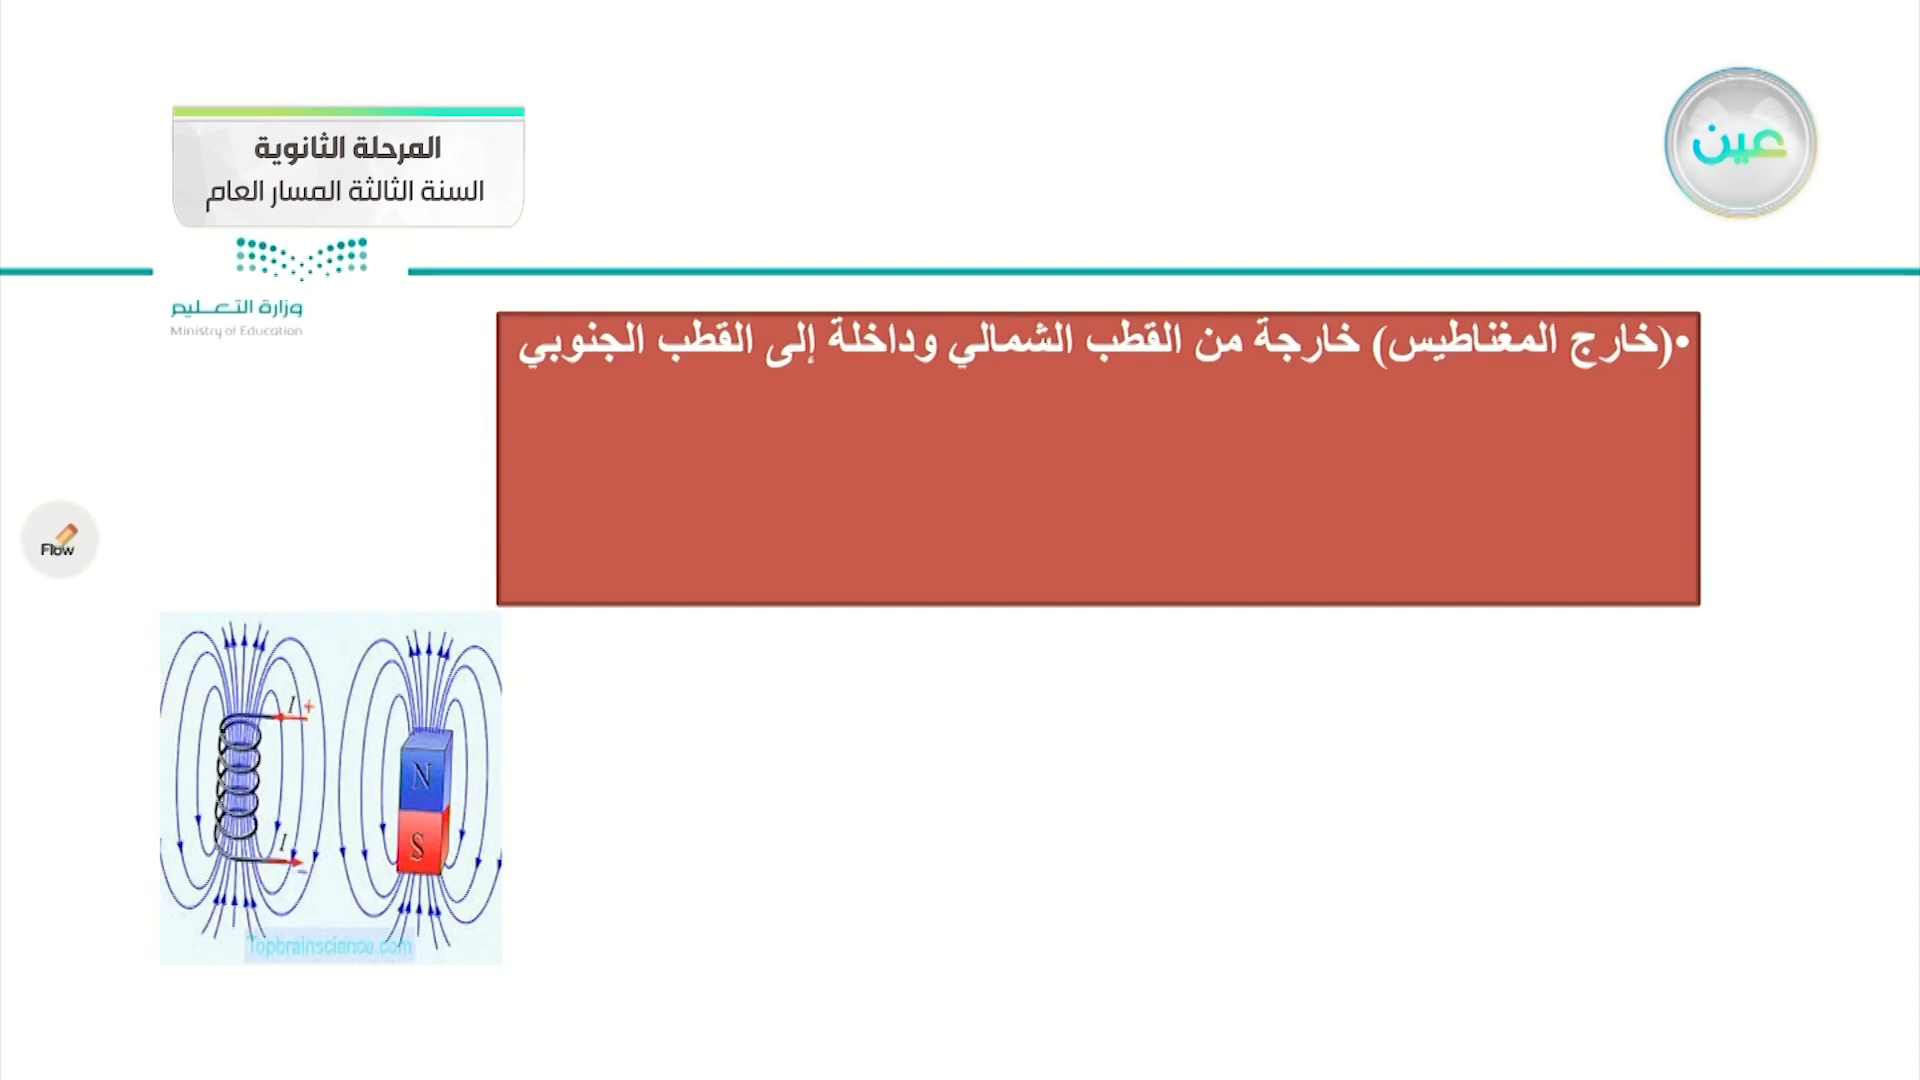 المرحلة الثانوية
السنة الثالثة المسار العام
عين
وزارة التعـــليم
Ministry of Education
•(خارج المغناطيس) خارجة من القطب الشمالي وداخلة إلى القطب الجنوبي
Flow
I +
N
S
I
-
Topbrainscience.com